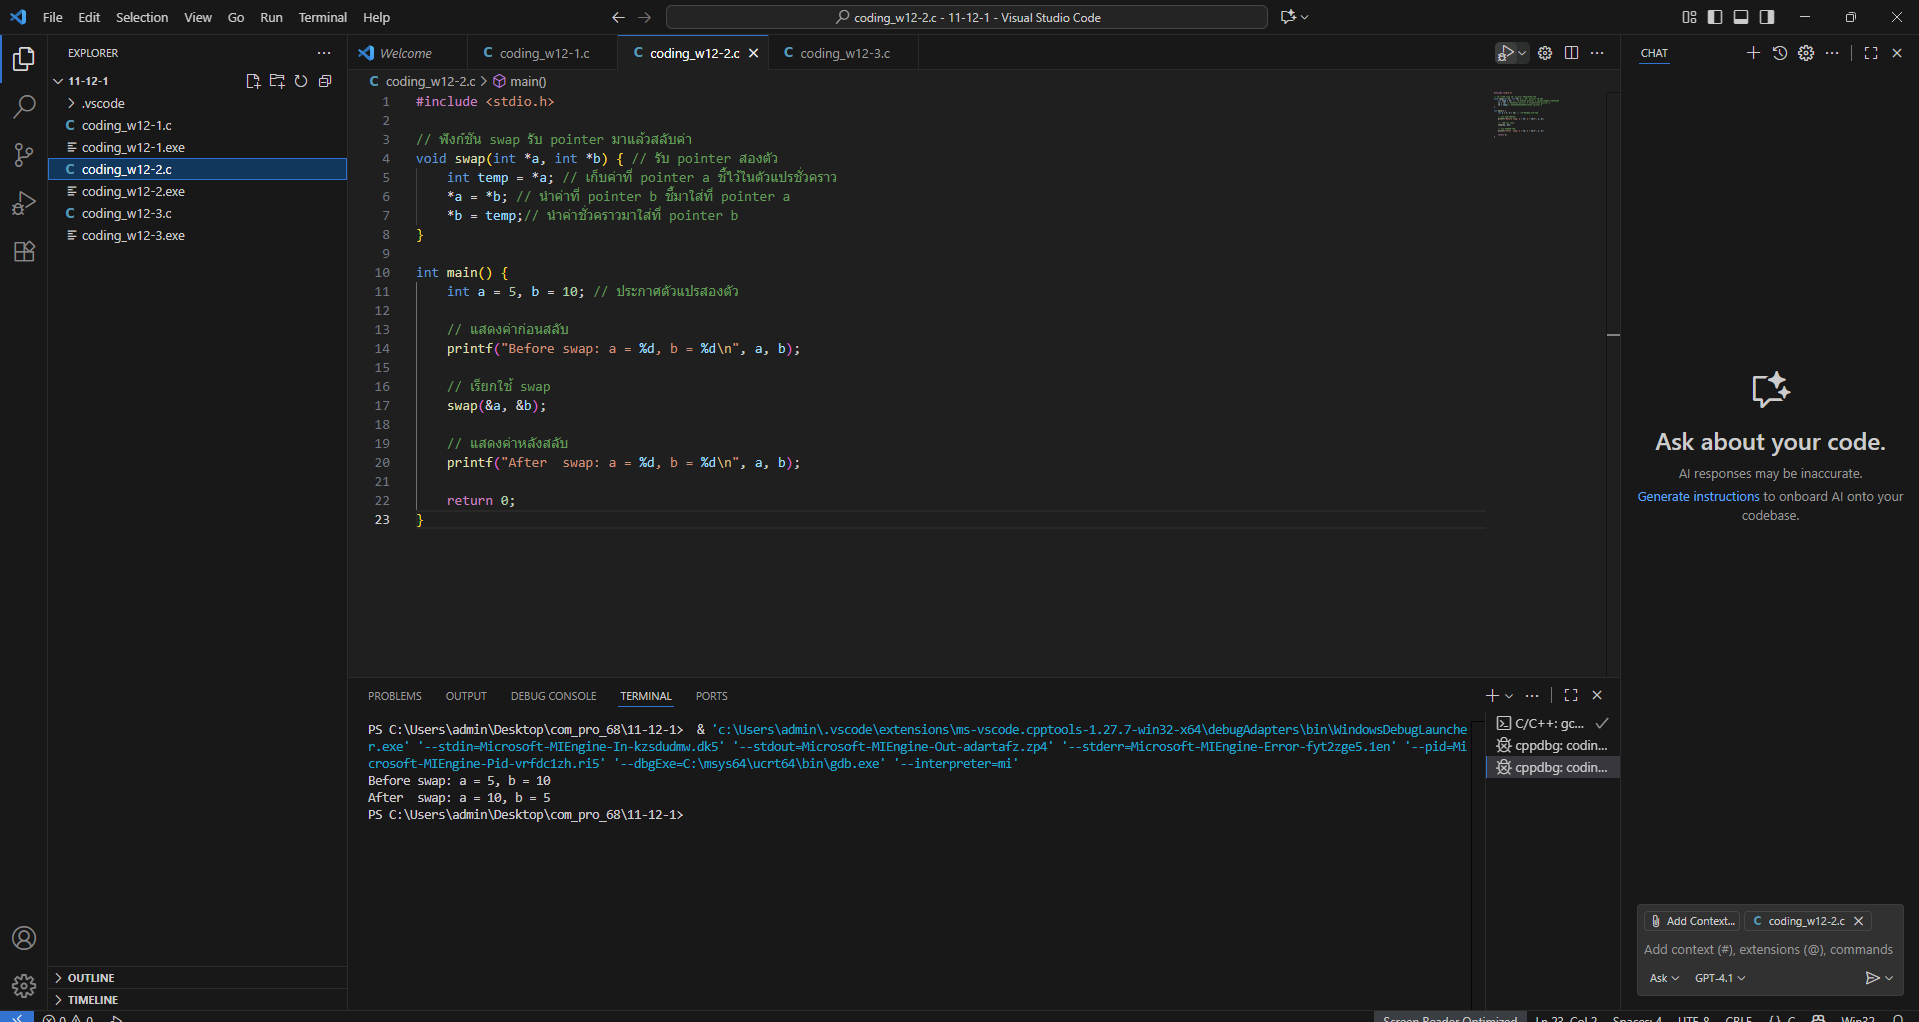 File Edit Selection View Go Run Terminal Help
coding_w12-2.c - 11-12-1 - Visual Studio Code
EXPLORER
11-12-1
.vscode
coding_w12-1.c
coding_w12-1.exe
coding_w12-2.c
coding_w12-2.exe
coding_w12-3.c
coding_w12-3.exe
OUTLINE
TIMELINE
Welcome coding_w12-1.c coding_w12-2.c coding_w12-3.c
coding_w12-2.c > main()
1 #include <stdio.h>
2
3 // ฟังก์ชัน swap รับ pointer มาแล้วสลับค่า
4 void swap(int *a, int *b) { // รับ pointer สองตัว
5 int temp = *a; // เก็บค่าที่ pointer a ชี้ไว้ในตัวแปรชั่วคราว
6 *a = *b; // นำค่าที่ pointer b ชี้มาใส่ที่ pointer a
7 *b = temp;// นำค่าชั่วคราวมาใส่ที่ pointer b
8 }
9
10 int main() {
11 int a = 5, b = 10; // ประกาศตัวแปรสองตัว
12
13 // แสดงค่าก่อนสลับ
14 printf("Before swap: a = %d, b = %d\n", a, b);
15
16 // เรียกใช้ swap
17 swap(&a, &b);
18
19 // แสดงค่าหลังสลับ
20 printf("After  swap: a = %d, b = %d\n", a, b);
21
22 return 0;
23 }
PROBLEMS OUTPUT DEBUG CONSOLE TERMINAL PORTS
PS C:\Users\admin\Desktop\com_pro_68\11-12-1>  & 'c:\Users\admin\.vscode\extensions\ms-vscode.cpptools-1.27.7-win32-x64\debugAdapters\bin\WindowsDebugLaunche
r.exe' '--stdin=Microsoft-MIEngine-In-kzsdudmw.dk5' '--stdout=Microsoft-MIEngine-Out-adartafz.zp4' '--stderr=Microsoft-MIEngine-Error-fyt2zge5.1en' '--pid=Mi
crosoft-MIEngine-Pid-vrfdc1zh.ri5' '--dbgExe=C:\msys64\ucrt64\bin\gdb.exe' '--interpreter=mi'
Before swap: a = 5, b = 10
After  swap: a = 10, b = 5
PS C:\Users\admin\Desktop\com_pro_68\11-12-1>
C/C++: gc...
cppdbg: codin...
cppdbg: codin...
CHAT
Ask about your code.
AI responses may be inaccurate.
Generate instructions to onboard AI onto your
codebase.
Add Context... coding_w12-2.c
Add context (#), extensions (@), commands
Ask GPT-4.1
0 0
Screen Reader Optimized Ln 23, Col 2 Spaces: 4 UTF-8 CRLF {} C Win32